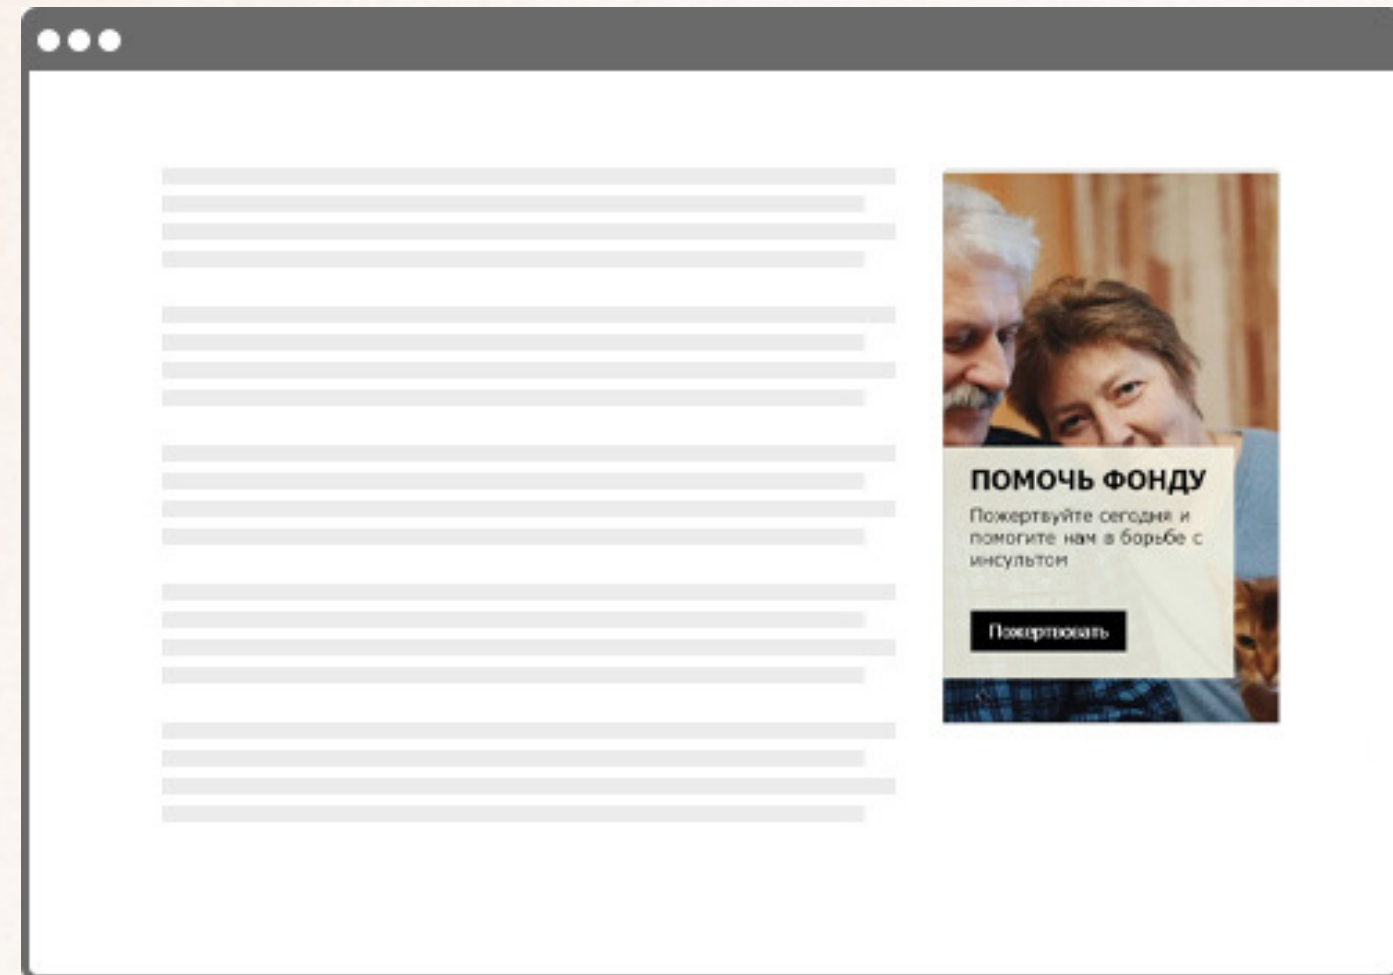 ПОМОЧЬ ФОНДУ
Пожертвуйте сегодня и
помогите нам в борьбе с
инсультом
Пожертвовать